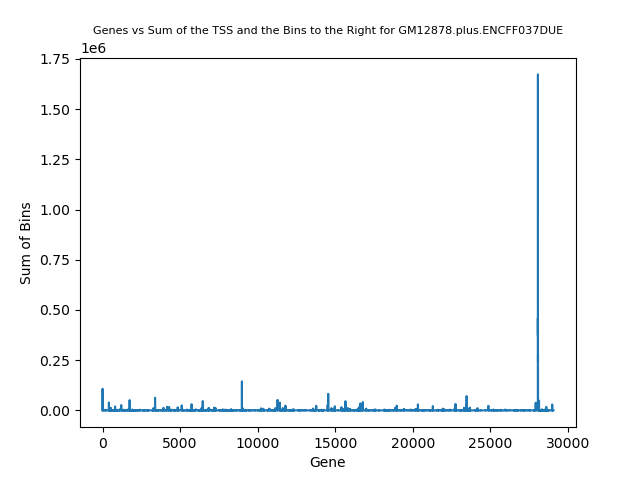 Genes vs Sum of the TSS and the Bins to the Right for GM12878.plus.ENCFF037DUE
1e6
1.75
1.50
1.25
1.00
0.75
0.50
0.25
0.00
Sum of Bins
0 5000 10000 15000 20000 25000 30000
Gene